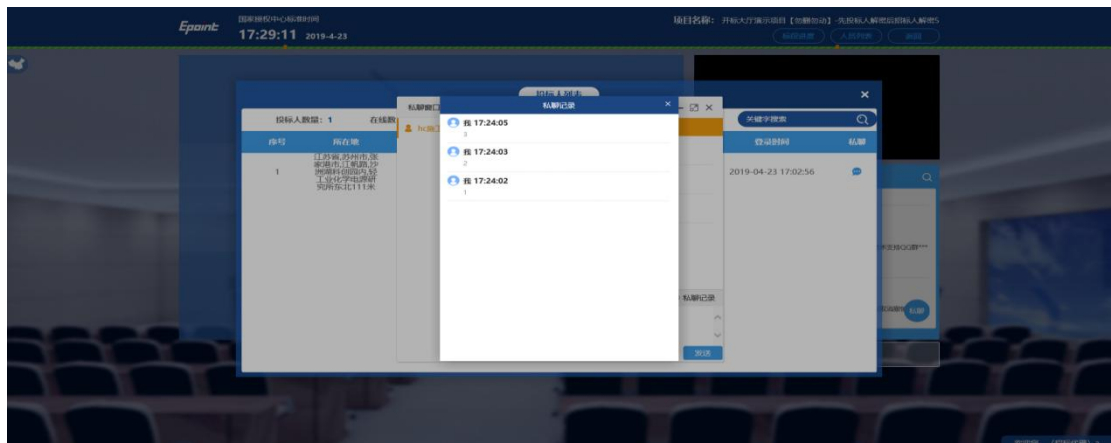 Epoint
国家授权中心标准时间
17:29:11 2019-4-23
项目名称: 开标大厅演示项目【勿删勿动】-先投标人解密后招标人解密5
人员列表
返回
投标人列表
投标人数量: 1
在线数
关键字搜索
序号
所在地
登录时间
私聊
1
江苏省,苏州市,张
家港市,江帆路,沙
洲湖科创园内,轻
工业化学电源研
究所东北111米
2019-04-23 17:02:56
私聊窗口
私聊记录
我 17:24:05
3
我 17:24:03
2
我 17:24:02
1
私聊记录
发送
私聊